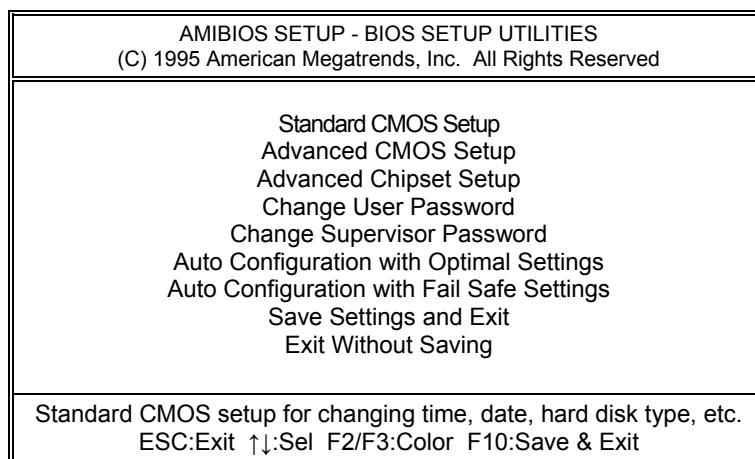 AMIBIOS SETUP - BIOS SETUP UTILITIES
(C) 1995 American Megatrends, Inc.  All Rights Reserved
Standard CMOS Setup
Advanced CMOS Setup
Advanced Chipset Setup
Change User Password
Change Supervisor Password
Auto Configuration with Optimal Settings
Auto Configuration with Fail Safe Settings
Save Settings and Exit
Exit Without Saving
Standard CMOS setup for changing time, date, hard disk type, etc.
ESC:Exit  ↑↓:Sel  F2/F3:Color  F10:Save & Exit